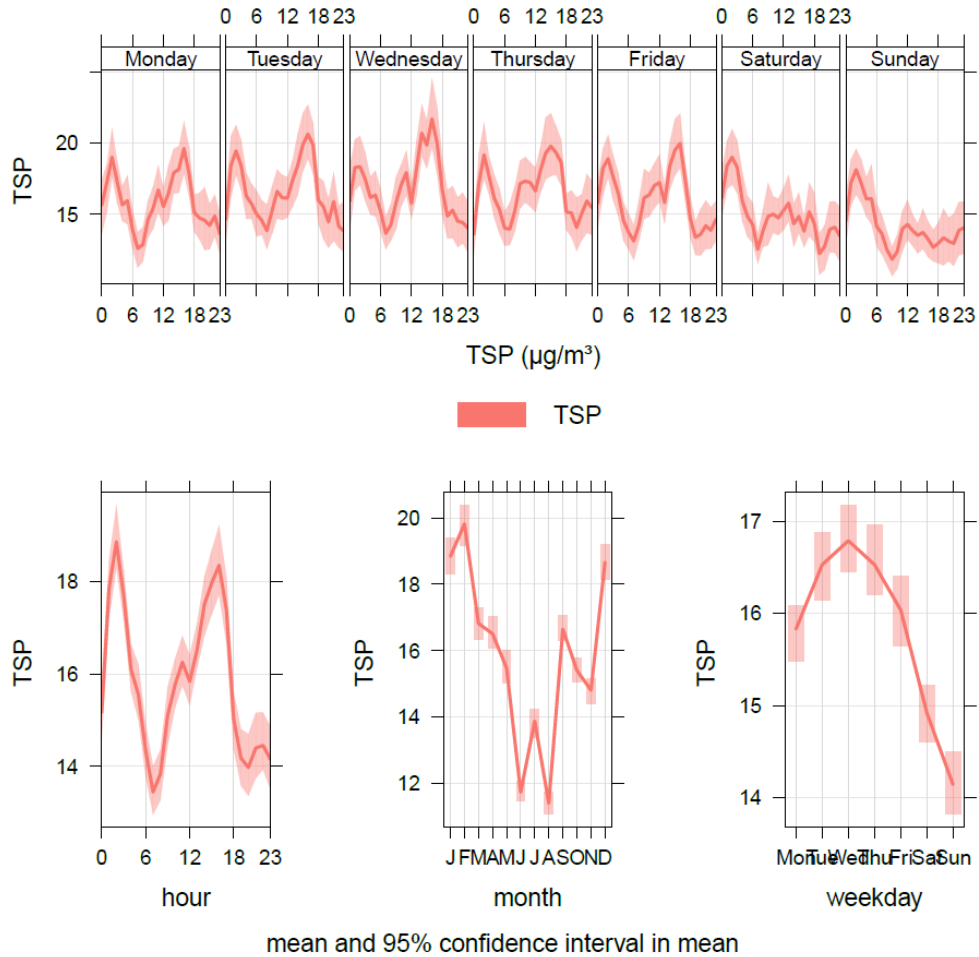 0 6 12 18 23 0 6 12 18 23 0 6 12 18 23
Monday Tuesday Wednesday Thursday Friday Saturday Sunday
20
15
TSP
0 6 12 18 23 0 6 12 18 23 0 6 12 18 23 0 6 12 18 23
TSP (µg/m³)
TSP
18
16
14
TSP
0 6 12 18 23
hour
20
18
16
14
12
TSP
J F M A M J J A S O N D
month
17
16
15
14
TSP
Mon Tue Wed Thu Fri Sat Sun
weekday
mean and 95% confidence interval in mean